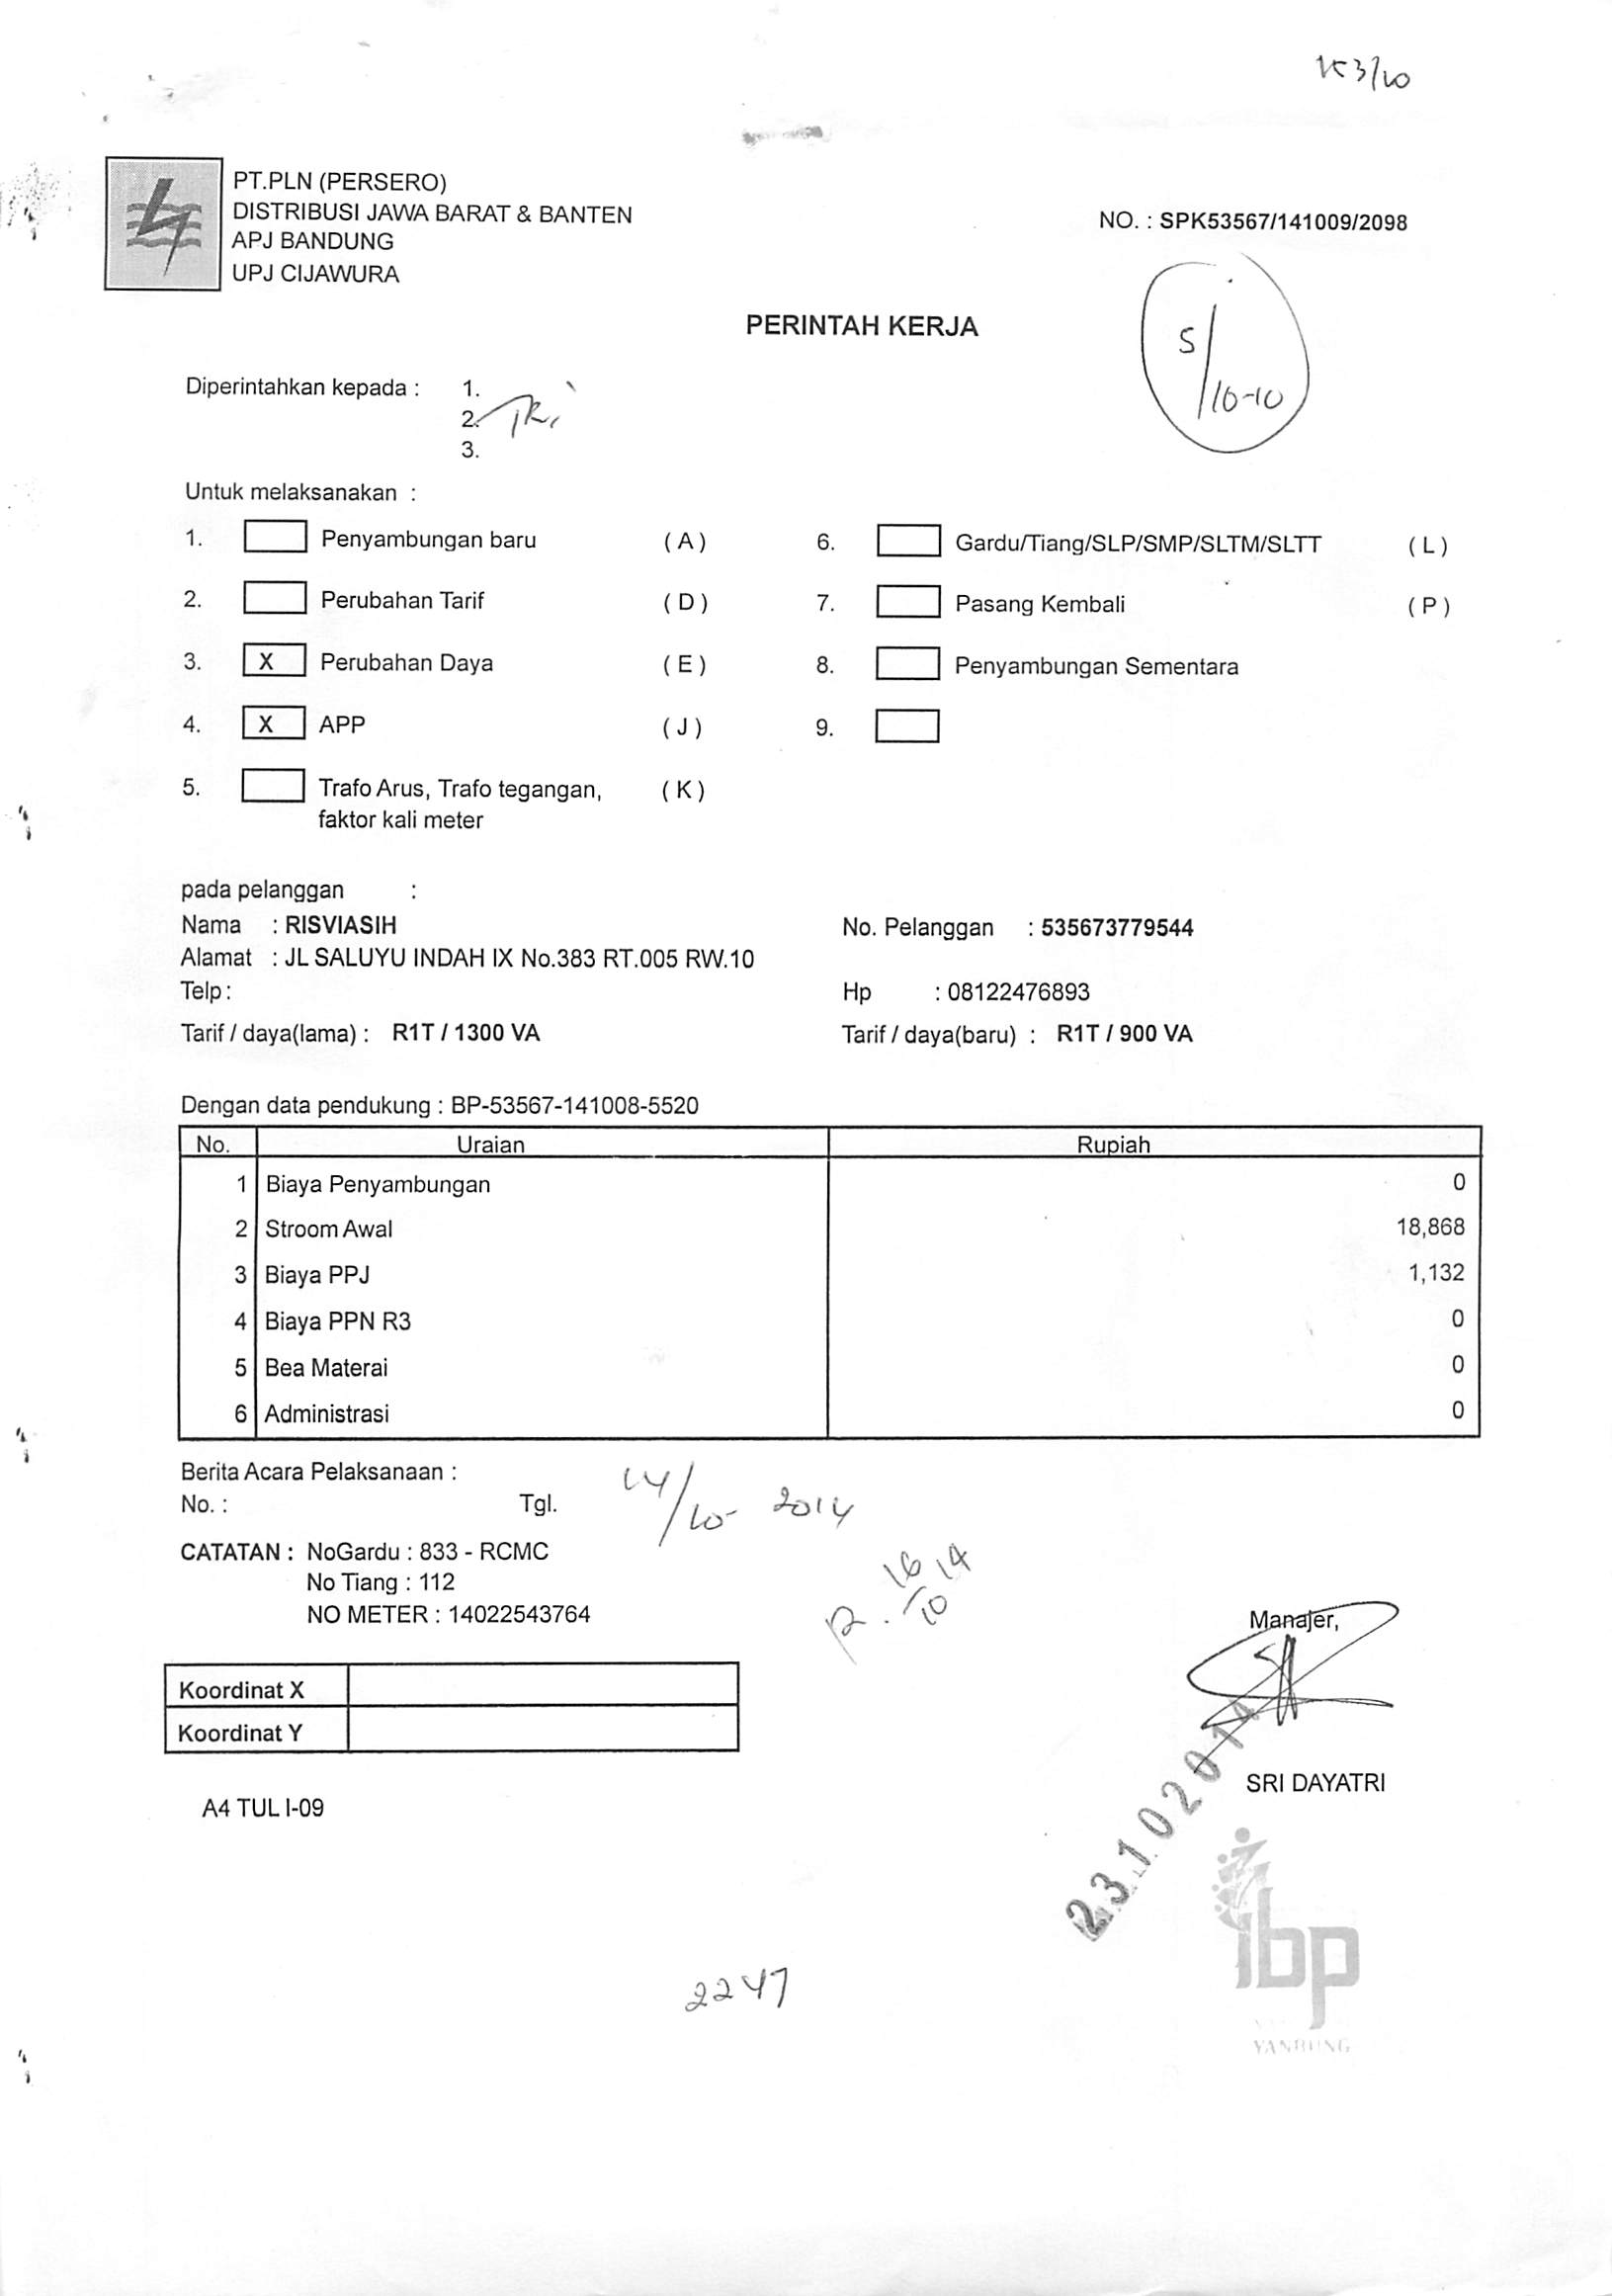 PT.PLN (PERSERO)
DISTRIBUSI JAWA BARAT & BANTEN
APJ BANDUNG
UPJ CIJAWURA
NO. : SPK53567/141009/2098
S/10-10
PERINTAH KERJA
Diperintahkan kepada :
1.
2.
3.
Untuk melaksanakan :
1. Penyambungan baru ( A ) 6. Gardu/Tiang/SLP/SMP/SLTM/SLTT ( L )
2. Perubahan Tarif ( D ) 7. Pasang Kembali ( P )
3. X Perubahan Daya ( E ) 8. Penyambungan Sementara
4. X APP ( J ) 9.
5. Trafo Arus, Trafo tegangan, ( K )
faktor kali meter
pada pelanggan :
Nama : RISVIASIH No. Pelanggan : 535673779544
Alamat : JL SALUYU INDAH IX No.383 RT.005 RW.10
Telp : Hp : 08122476893
Tarif / daya(lama) : R1T / 1300 VA Tarif / daya(baru) : R1T / 900 VA
Dengan data pendukung : BP-53567-141008-5520
No. Uraian Rupiah
1 Biaya Penyambungan 0
2 Stroom Awal 18,868
3 Biaya PPJ 1,132
4 Biaya PPN R3 0
5 Bea Materai 0
6 Administrasi 0
Berita Acara Pelaksanaan :
No. : Tgl. 14/10- 2014
CATATAN : NoGardu : 833 - RCMC
No Tiang : 112
NO METER : 14022543764
16/10 14
Manajer,
Koordinat X
Koordinat Y
23102014
SRI DAYATRI
A4 TUL I-09
ibp
YANBUNG
2247